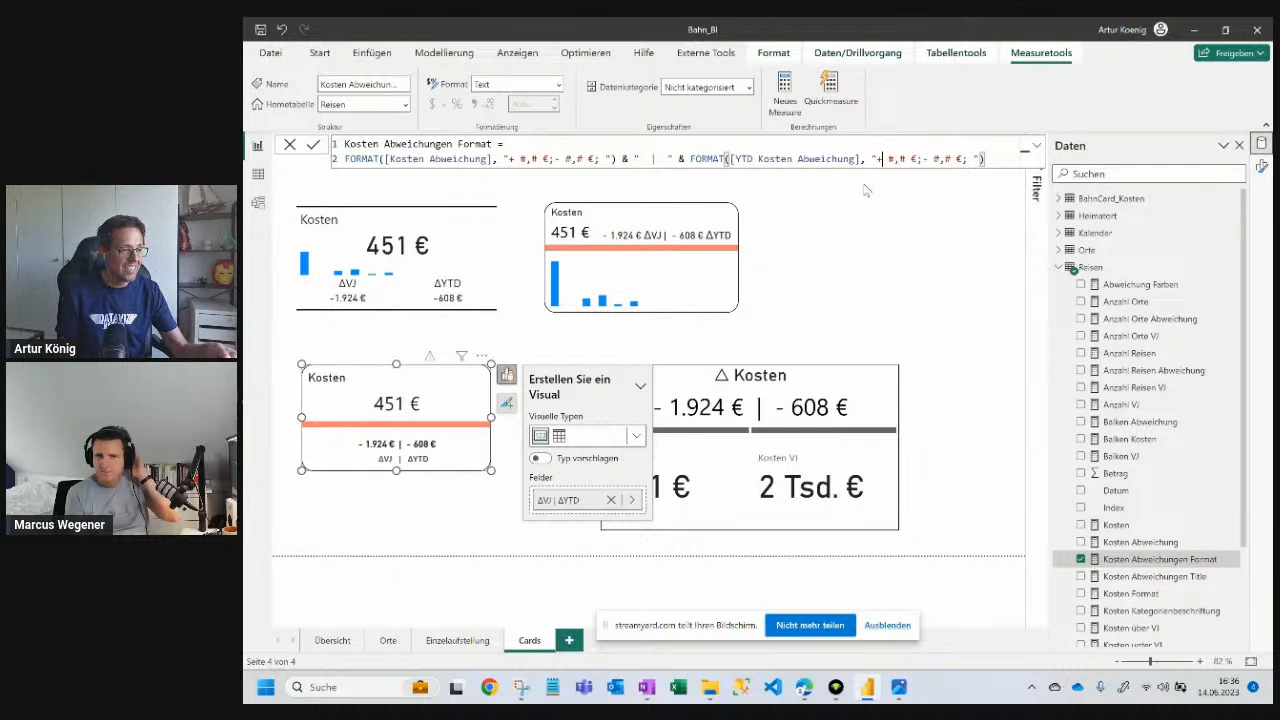 Bahn_BI
Artur Koenig
Datei Start Einfügen Modellierung Anzeigen Optimieren Hilfe Externe Tools Format Daten/Drillvorgang Tabellentools Measuretools
Freigeben
Name Kosten Abweichun... Format Text Datenkategorie Nicht kategorisiert
Hometabelle Reisen $ % Auto...
Neues Measure
Quickmeasure
Struktur Formatierung Eigenschaften Berechnungen
1 Kosten Abweichungen Format =
2 FORMAT([Kosten Abweichung], "+ #,# €;- #,# €; ") & " | " & FORMAT([YTD Kosten Abweichung], "+ #,# €;- #,# €; ")
Filter
Kosten
451 €
ΔVJ ΔYTD
-1.924 € -608 €
Kosten
451 € - 1.924 € ΔVJ | - 608 € ΔYTD
Kosten
451 €
- 1.924 € | - 608 €
ΔVJ | ΔYTD
Erstellen Sie ein Visual
Visuelle Typen
Typ vorschlagen
Felder
ΔVJ | ΔYTD
△ Kosten
- 1.924 € | - 608 €
Kosten VJ
1 € 2 Tsd. €
Daten
Suchen
BahnCard_Kosten
Heimatort
Kalender
Orte
Reisen
Abweichung Farben
Anzahl Orte
Anzahl Orte Abweichung
Anzahl Orte VJ
Anzahl Reisen
Anzahl Reisen Abweichung
Anzahl Reisen VJ
Anzahl VJ
Balken Abweichung
Balken Kosten
Balken VJ
Betrag
Datum
Index
Kosten
Kosten Abweichung
Kosten Abweichungen Format
Kosten Abweichungen Title
Kosten Format
Kosten Kategorienbeschriftung
Kosten über VJ
Kosten unter VJ
Artur König
DATAVIZ
Marcus Wegener
streamyard.com teilt Ihren Bildschirm. Nicht mehr teilen Ausblenden
Übersicht Orte Einzelaufstellung Cards +
Seite 4 von 4
82 %
Suche
16:36
14.06.2023
4